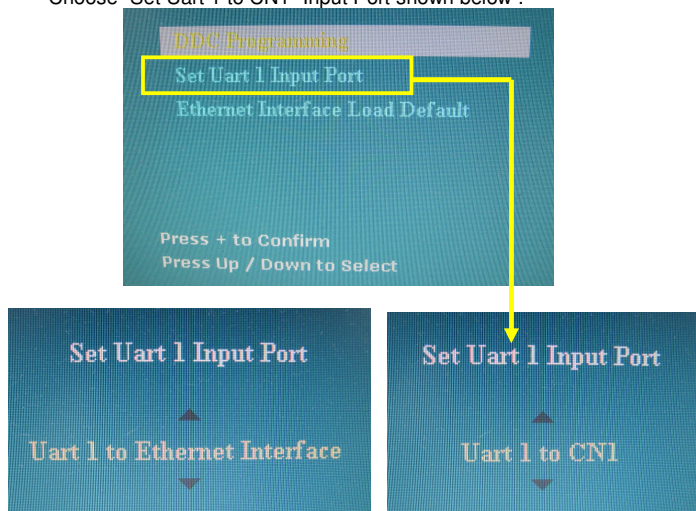 Choose "Set Uart 1 to CN1" Input Port shown below :
DDC Programming
Set Uart 1 Input Port
Ethernet Interface Load Default
Press + to Confirm
Press Up / Down to Select
Set Uart 1 Input Port
Uart 1 to Ethernet Interface
Set Uart 1 Input Port
Uart 1 to CN1